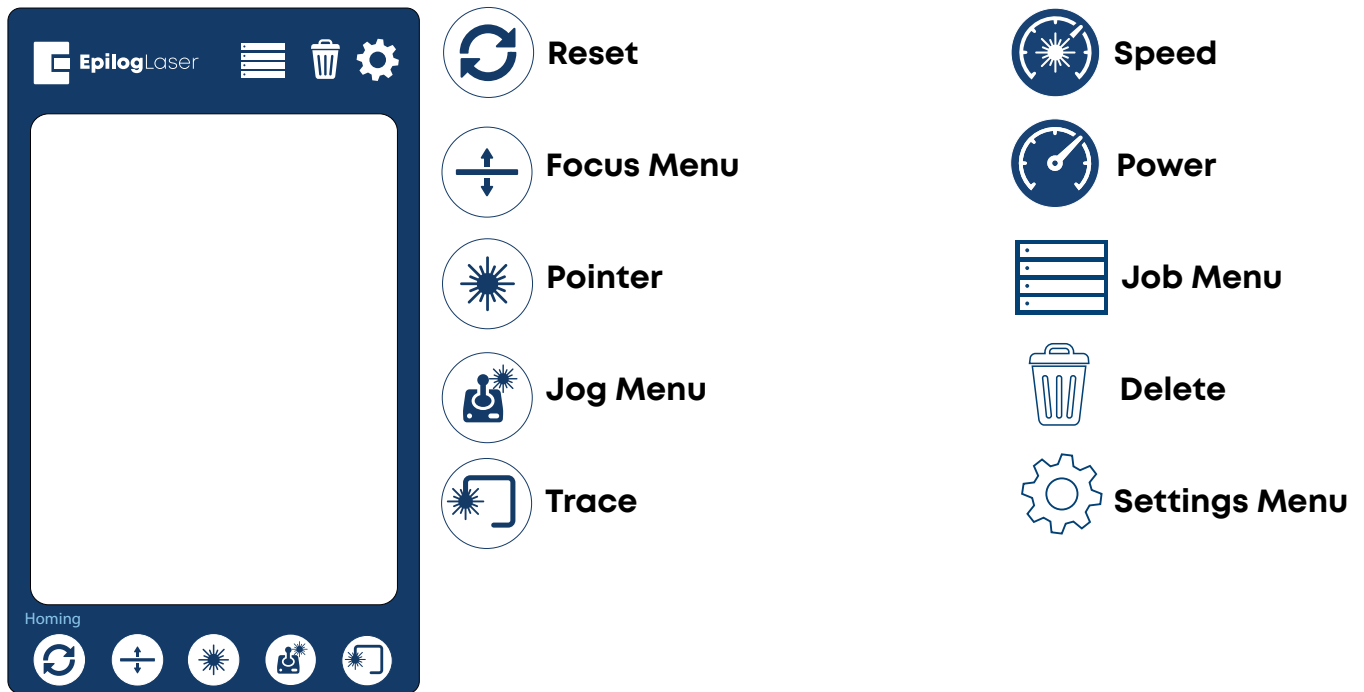 EpilogLaser
Homing
Reset
Focus Menu
Pointer
Jog Menu
Trace
Speed
Power
Job Menu
Delete
Settings Menu